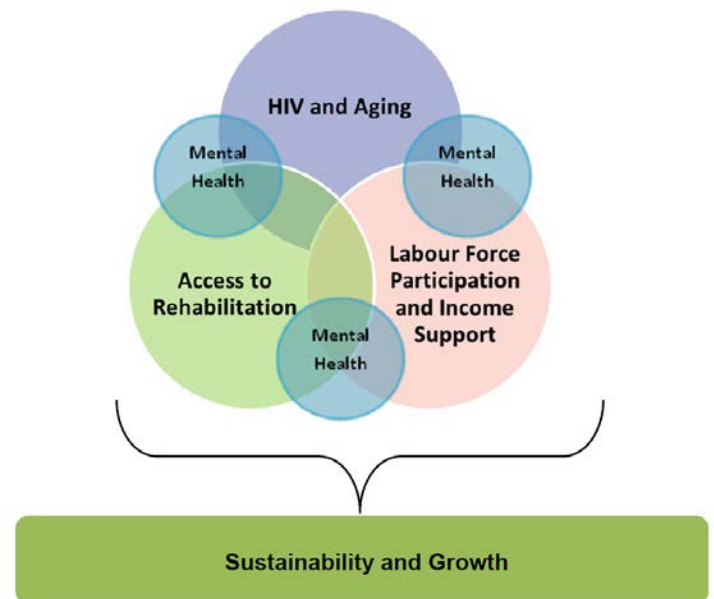 HIV and Aging
Mental
Health
Mental
Health
Access to
Rehabilitation
Labour Force
Participation
and Income
Support
Mental
Health
Sustainability and Growth